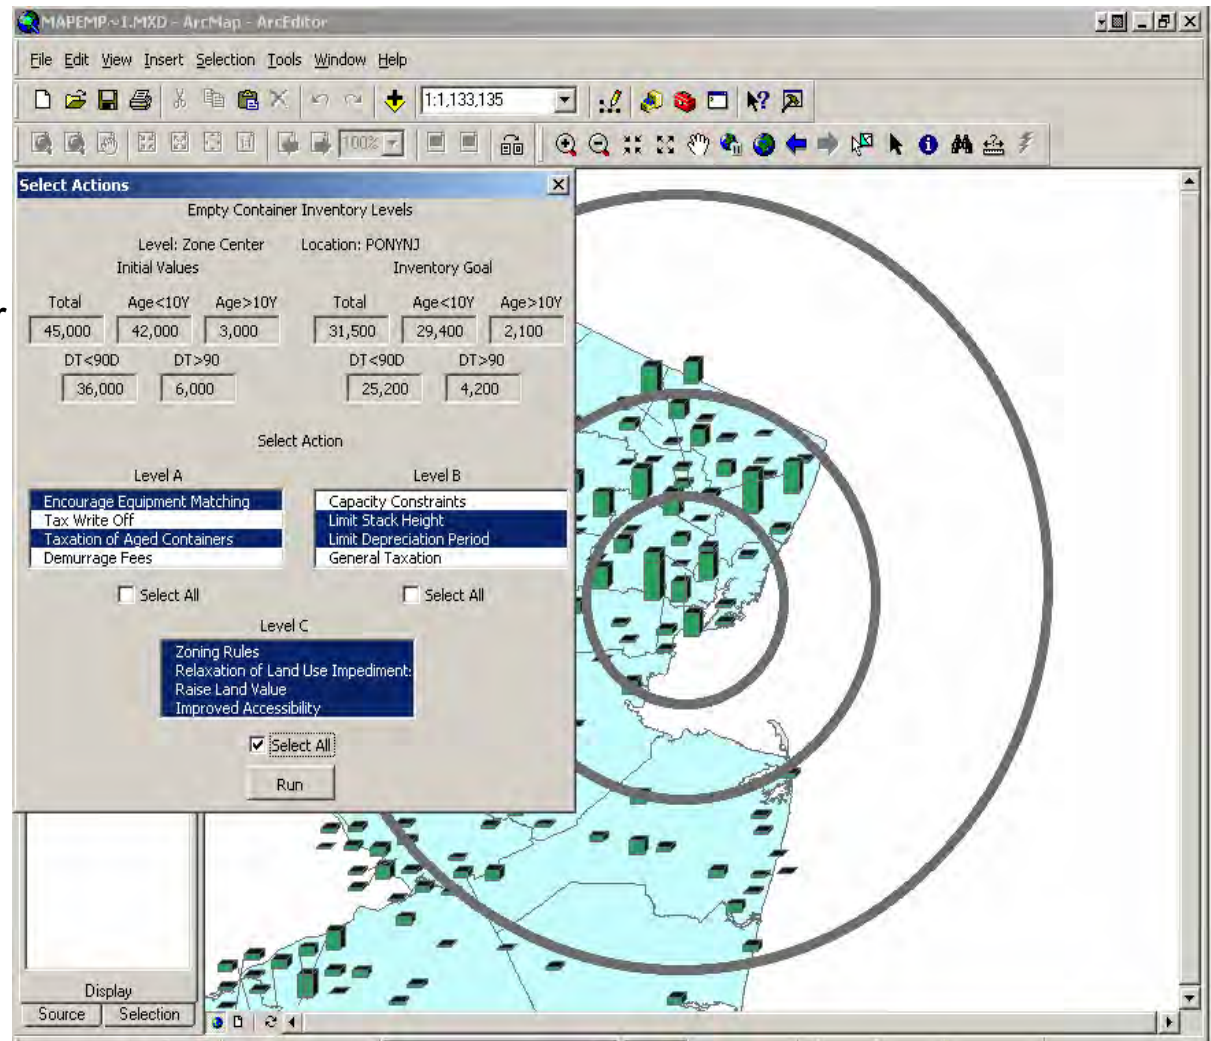 MAPEMP~1.MXD - ArcMap - ArcEditor
File Edit View Insert Selection Tools Window Help
1:1,133,135
100%
Select Actions
Empty Container Inventory Levels
Level: Zone Center Location: PONYNJ
Initial Values Inventory Goal
Total Age<10Y Age>10Y Total Age<10Y Age>10Y
45,000 42,000 3,000 31,500 29,400 2,100
DT<90D DT>90 DT<90D DT>90
36,000 6,000 25,200 4,200
Select Action
Level A Level B
Encourage Equipment Matching Capacity Constraints
Tax Write Off Limit Stack Height
Taxation of Aged Containers Limit Depreciation Period
Demurrage Fees General Taxation
Select All Select All
Level C
Zoning Rules
Relaxation of Land Use Impediment:
Raise Land Value
Improved Accessibility
Select All
Run
Display
Source Selection
r